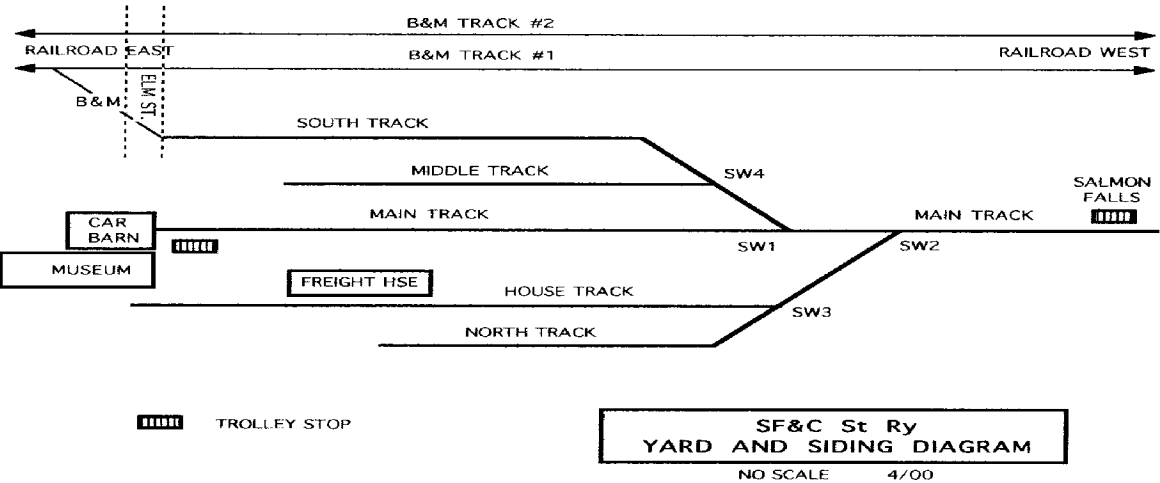 B&M TRACK #2
RAILROAD EAST
B&M TRACK #1
RAILROAD WEST
B&M
ELM ST.
SOUTH TRACK
MIDDLE TRACK
SW4
SALMON
FALLS
CAR
BARN
MAIN TRACK
MAIN TRACK
SW1
SW2
MUSEUM
FREIGHT HSE
HOUSE TRACK
SW3
NORTH TRACK
TROLLEY STOP
SF&C St Ry
YARD AND SIDING DIAGRAM
NO SCALE 4/00